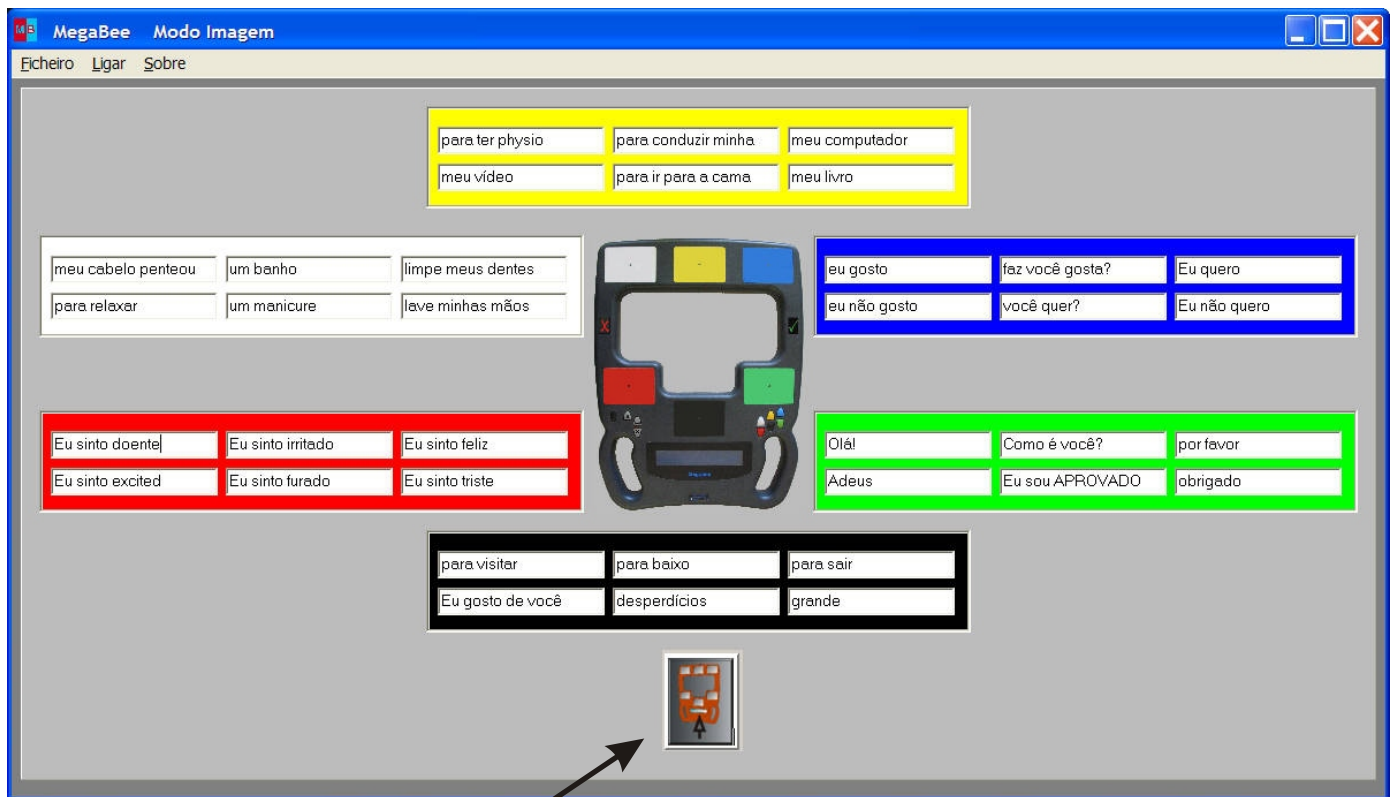 MegaBee Modo Imagem
Ficheiro Ligar Sobre
para ter physio para conduzir minha meu computador
meu vídeo para ir para a cama meu livro
meu cabelo penteou um banho limpe meus dentes
para relaxar um manicure lave minhas mãos
eu gosto faz você gosta? Eu quero
eu não gosto você quer? Eu não quero
Eu sinto doente Eu sinto irritado Eu sinto feliz
Eu sinto excited Eu sinto furado Eu sinto triste
Olá! Como é você? por favor
Adeus Eu sou APROVADO obrigado
para visitar para baixo para sair
Eu gosto de você desperdícios grande